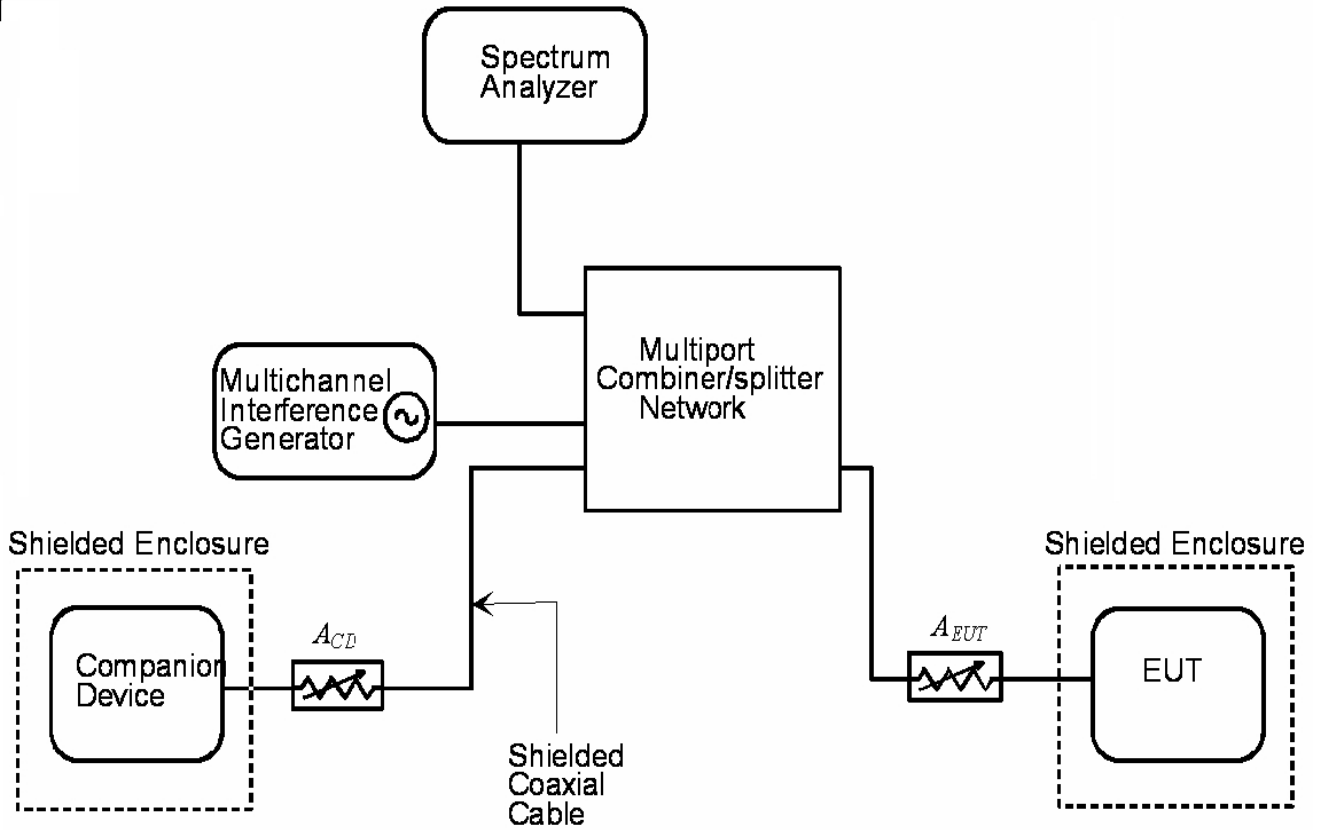 Spectrum
Analyzer
Multiport
Combiner/splitter
Network
Multichannel
Interference
Generator
Shielded Enclosure
Shielded Enclosure
A_CD
A_EUT
Companion
Device
EUT
Shielded
Coaxial
Cable